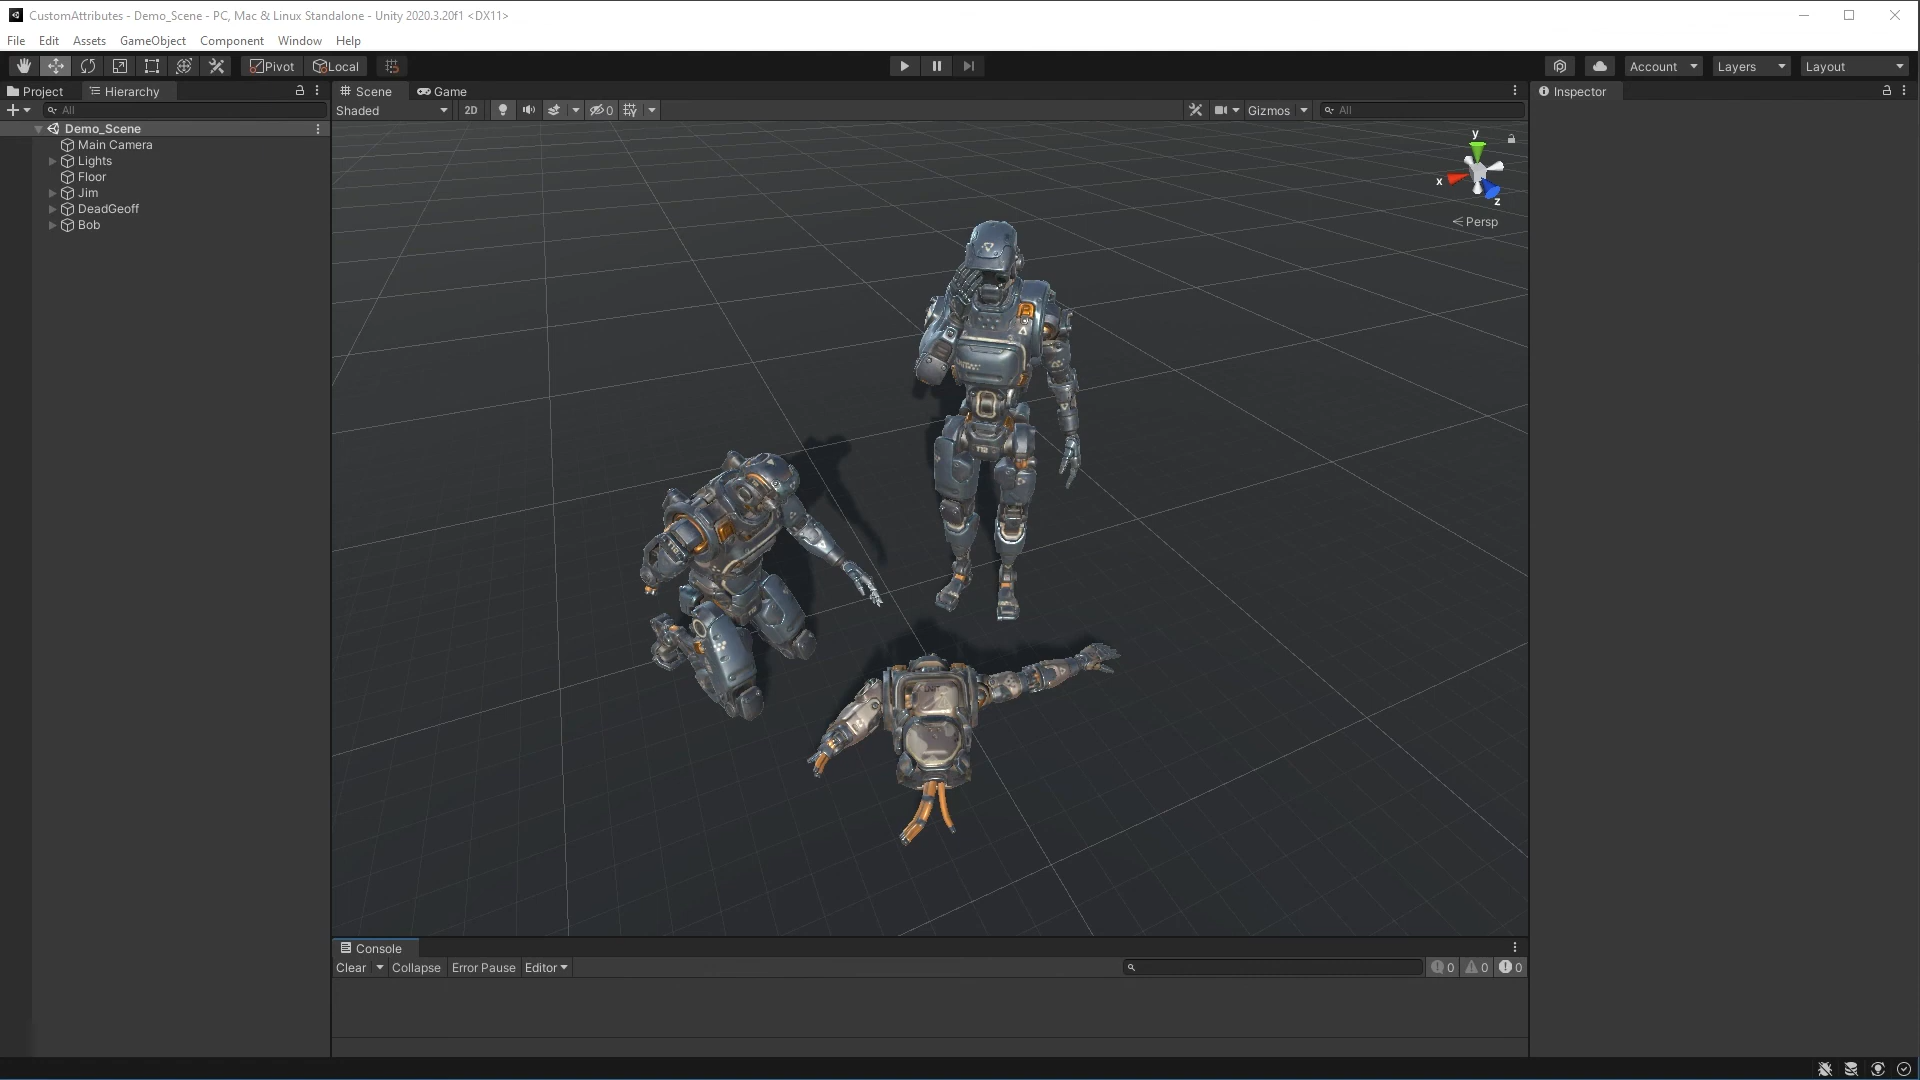 CustomAttributes - Demo_Scene - PC, Mac & Linux Standalone - Unity 2020.3.20f1 <DX11>
File Edit Assets GameObject Component Window Help
Pivot Local Account Layers Layout
Project Hierarchy Scene Game Inspector
All Shaded 2D 0 Gizmos All
Demo_Scene
Main Camera
Lights
Floor
Jim
DeadGeoff
Bob
y
x
z
Persp
Console
Clear Collapse Error Pause Editor 0 0 0